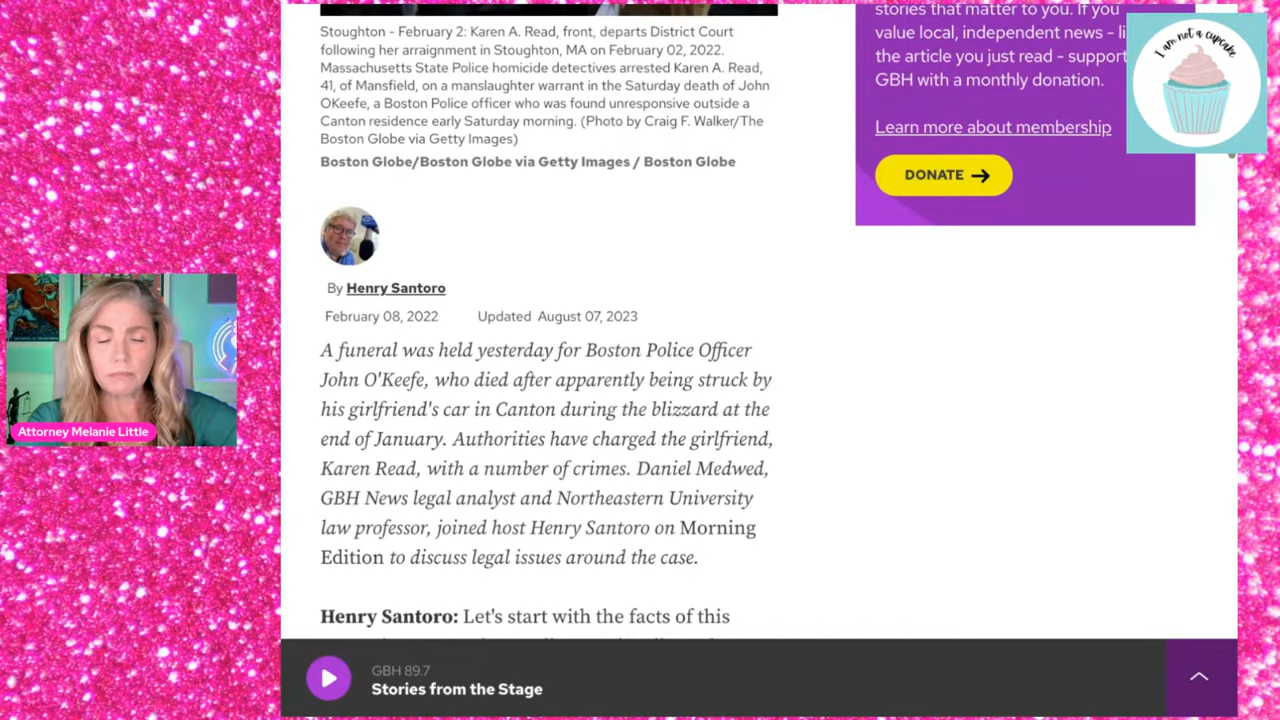 Stoughton - February 2: Karen A. Read, front, departs District Court
following her arraignment in Stoughton, MA on February 02, 2022.
Massachusetts State Police homicide detectives arrested Karen A. Read,
41, of Mansfield, on a manslaughter warrant in the Saturday death of John
OKeefe, a Boston Police officer who was found unresponsive outside a
Canton residence early Saturday morning. (Photo by Craig F. Walker/The
Boston Globe via Getty Images)
Boston Globe/Boston Globe via Getty Images / Boston Globe
By Henry Santoro
February 08, 2022 Updated August 07, 2023
A funeral was held yesterday for Boston Police Officer
John O'Keefe, who died after apparently being struck by
his girlfriend's car in Canton during the blizzard at the
end of January. Authorities have charged the girlfriend,
Karen Read, with a number of crimes. Daniel Medwed,
GBH News legal analyst and Northeastern University
law professor, joined host Henry Santoro on Morning
Edition to discuss legal issues around the case.
Henry Santoro: Let's start with the facts of this
stories that matter to you. If you
value local, independent news - li
the article you just read - support
GBH with a monthly donation.
Learn more about membership
DONATE
I am not a cupcake
Attorney Melanie Little
GBH 89.7
Stories from the Stage